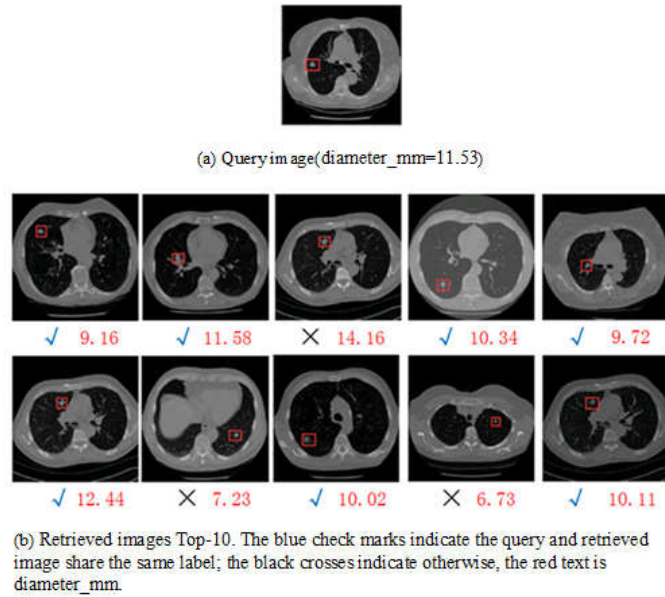 (a) Query image(diameter_mm=11.53)
√ 9.16 √ 11.58 × 14.16 √ 10.34 √ 9.72
√ 12.44 × 7.23 √ 10.02 × 6.73 √ 10.11
(b) Retrieved images Top-10. The blue check marks indicate the query and retrieved
image share the same label; the black crosses indicate otherwise, the red text is
diameter_mm.